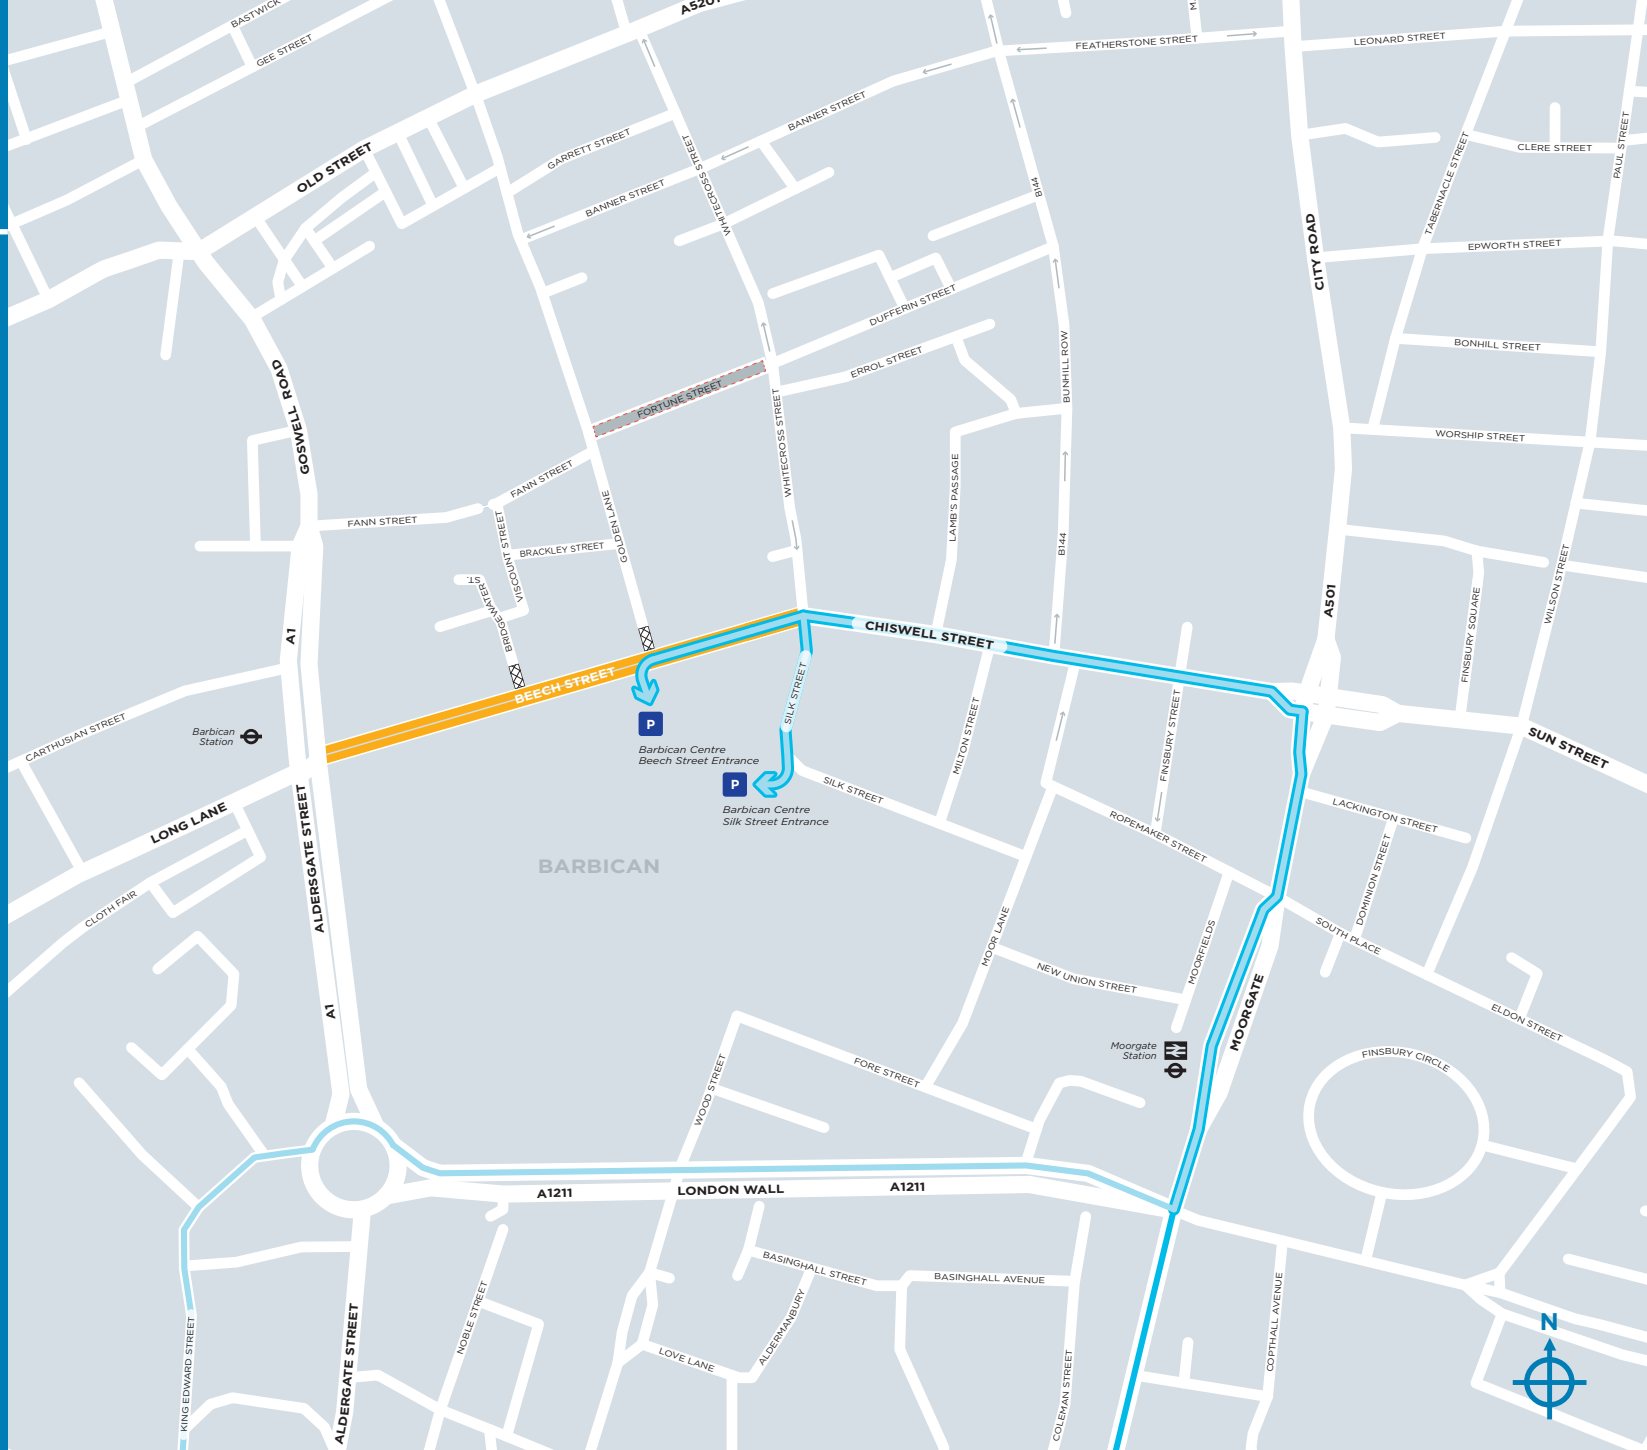 BASTWICK
GEE STREET
A5201
FEATHERSTONE STREET
LEONARD STREET
OLD STREET
GARRETT STREET
BANNER STREET
BANNER STREET
WHITECROSS STREET
B144
CLERE STREET
PAUL STREET
TABERNACLE STREET
EPWORTH STREET
CITY ROAD
DUFFERIN STREET
ERROL STREET
BONHILL STREET
BUNHILL ROW
GOSWELL ROAD
FORTUNE STREET
WHITECROSS STREET
WORSHIP STREET
FANN STREET
FANN STREET
LAMB'S PASSAGE
GOLDEN LANE
VISCOUNT STREET
BRACKLEY STREET
B144
BRIDGEWATER ST.
A1
A501
FINSBURY SQUARE
WILSON STREET
CHISWELL STREET
BEECH STREET
SILK STREET
CARTHUSIAN STREET
Barbican
Station
P
Barbican Centre
Beech Street Entrance
P
Barbican Centre
Silk Street Entrance
MILTON STREET
FINSBURY STREET
SUN STREET
SILK STREET
LONG LANE
ALDERSGATE STREET
ROPEMAKER STREET
LACKINGTON STREET
DOMINION STREET
BARBICAN
CLOTH FAIR
MOOR LANE
MOORFIELDS
SOUTH PLACE
NEW UNION STREET
MOORGATE
A1
ELDON STREET
Moorgate
Station
FINSBURY CIRCLE
FORE STREET
WOOD STREET
A1211
LONDON WALL
A1211
BASINGHALL STREET
BASINGHALL AVENUE
NOBLE STREET
ALDERMANBURY
COPTHALL AVENUE
N
LOVE LANE
KING EDWARD STREET
ALDERGATE STREET
COLEMAN STREET